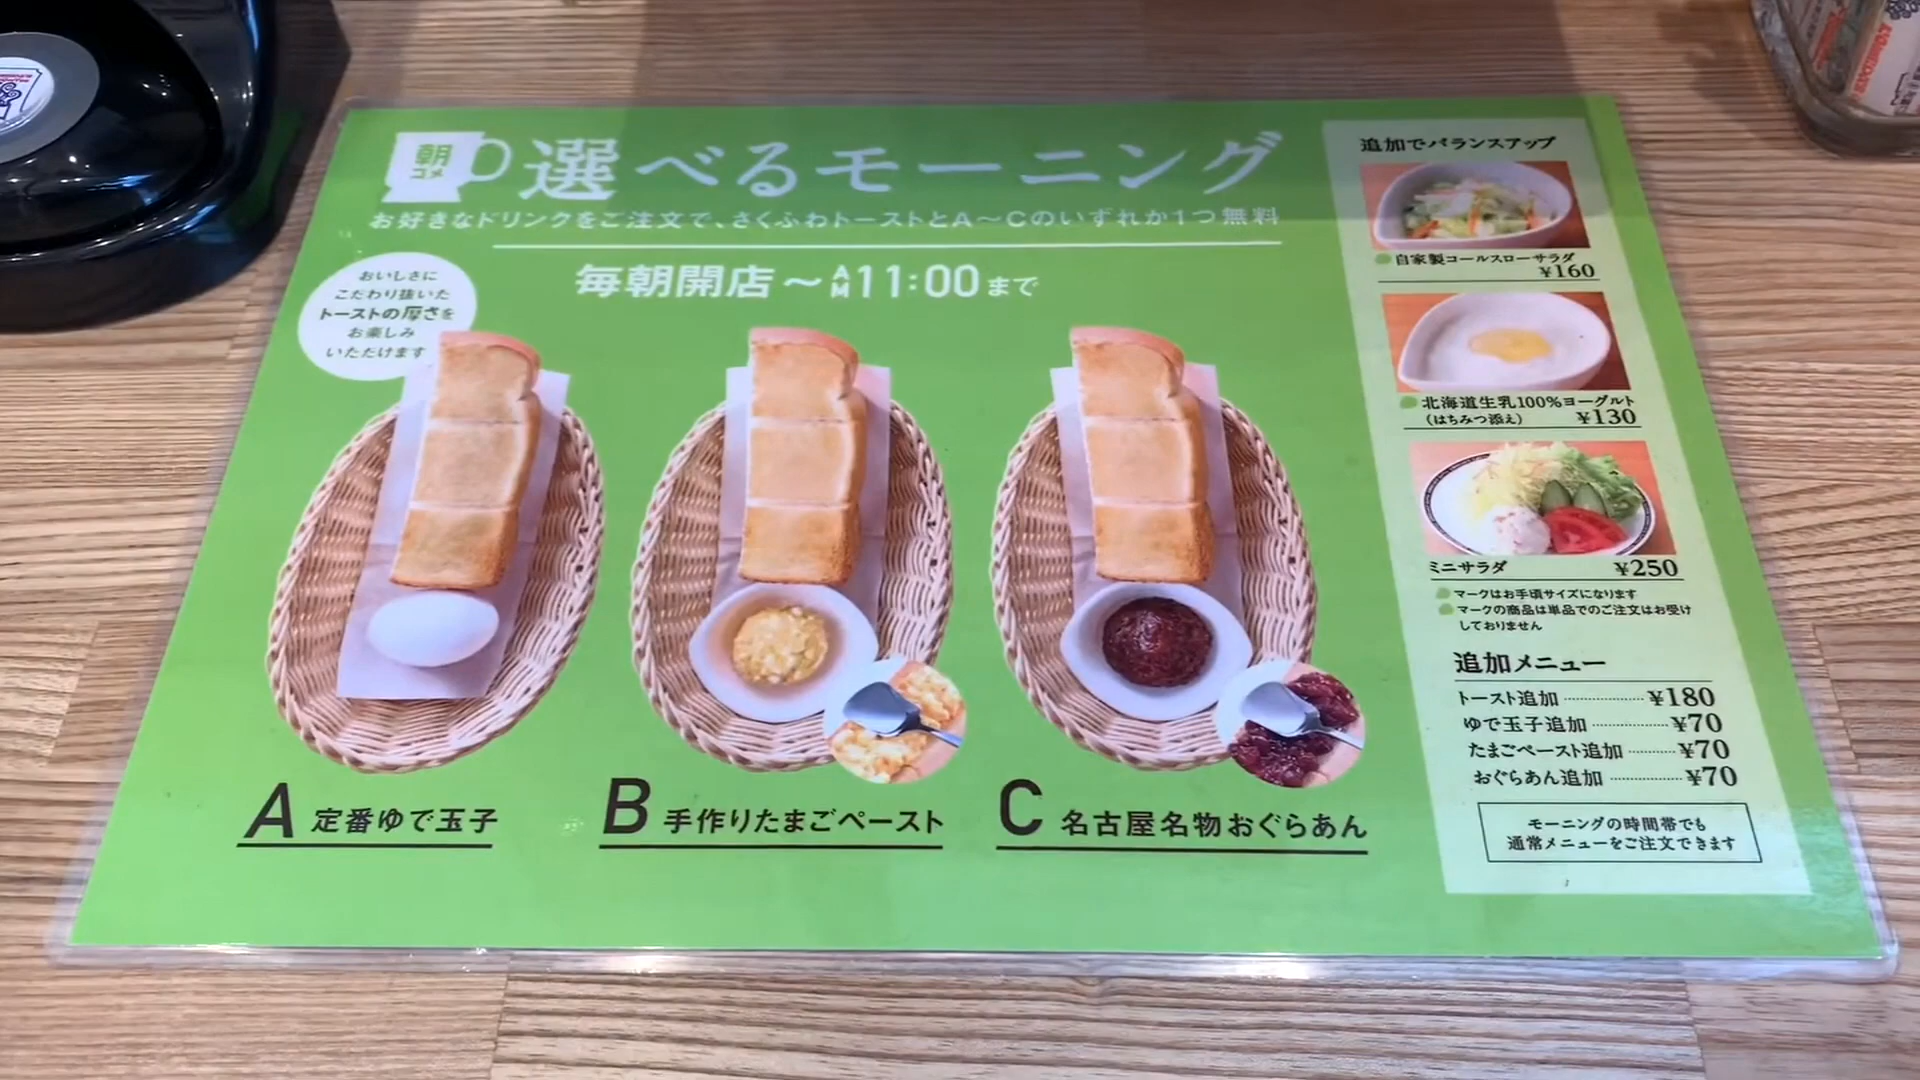 朝
コメ
選べるモーニング
お好きなドリンクをご注文で、さくふわトーストとA～Cのいずれか1つ無料
毎朝開店～AM11:00まで
おいしさに
こだわり抜いた
トーストの厚さを
お楽しみ
いただけます
A 定番ゆで玉子
B 手作りたまごペースト
C 名古屋名物おぐらあん
追加でバランスアップ
自家製コールスローサラダ
¥160
北海道生乳100%ヨーグルト
(はちみつ添え) ¥130
ミニサラダ ¥250
マークはお手頃サイズになります
マークの商品は単品でのご注文はお受け
しておりません
追加メニュー
トースト追加 ¥180
ゆで玉子追加 ¥70
たまごペースト追加 ¥70
おぐらあん追加 ¥70
モーニングの時間帯でも
通常メニューをご注文できます